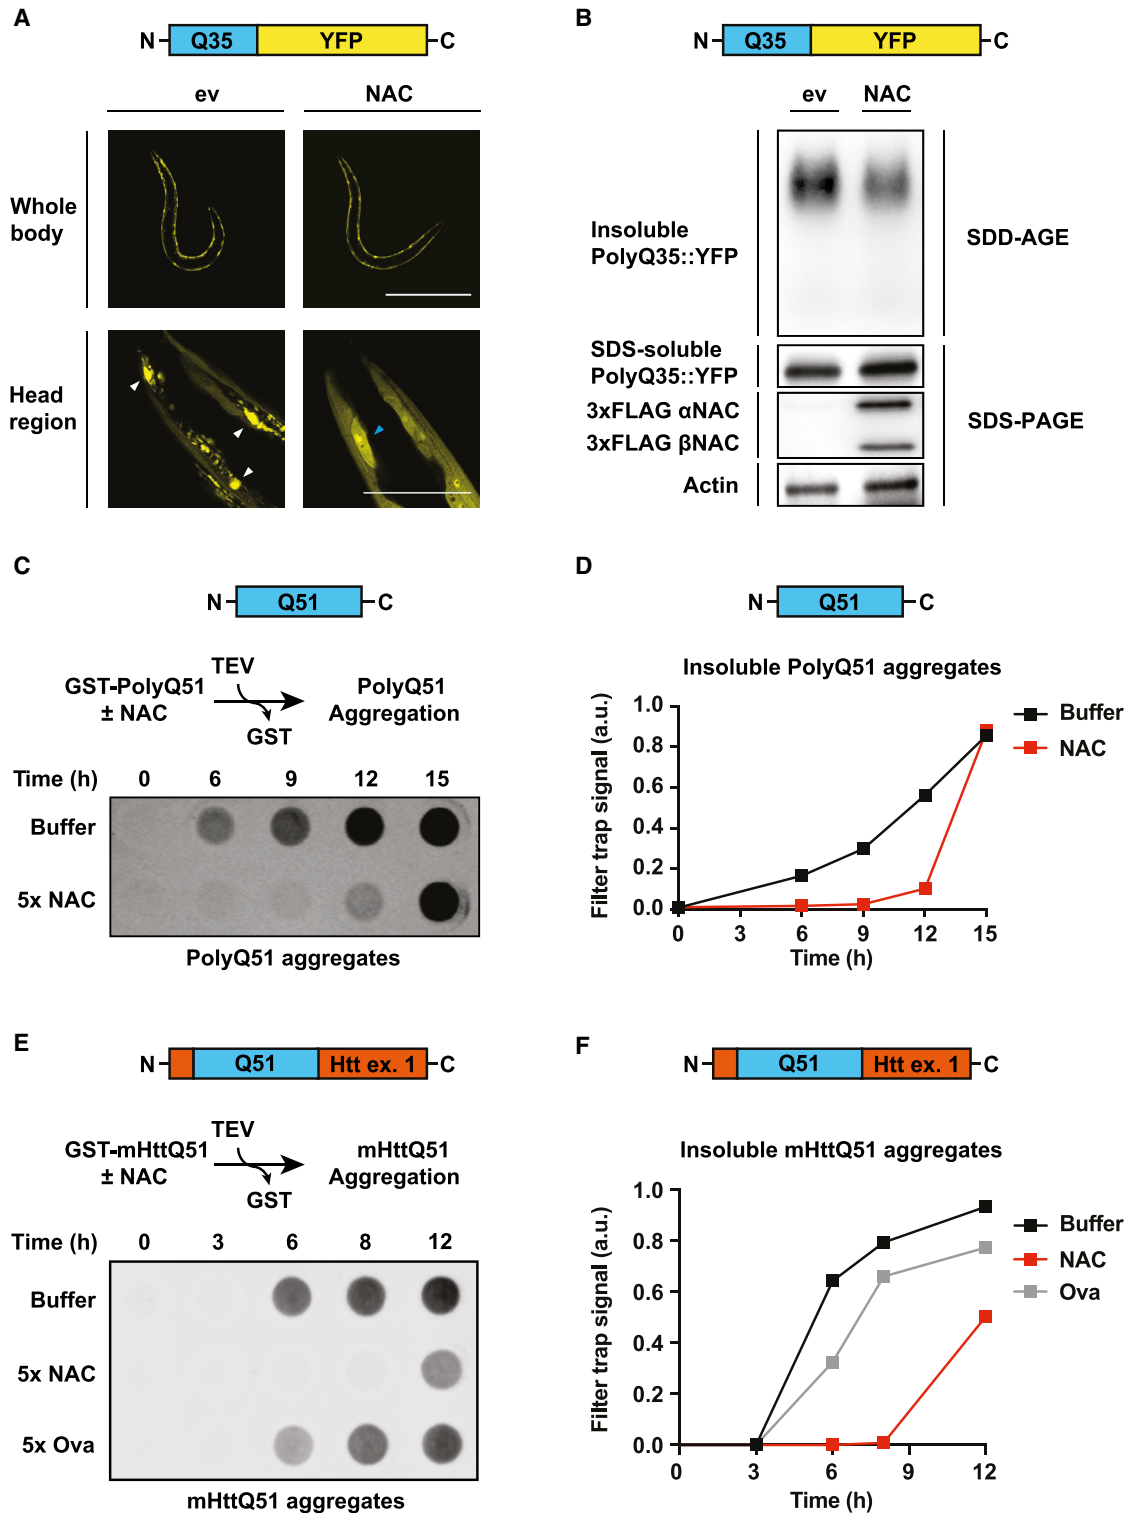 A
N Q35 YFP C
ev NAC
Whole
body
Head
region
B
N Q35 YFP C
ev NAC
Insoluble
PolyQ35::YFP
SDD-AGE
SDS-soluble
PolyQ35::YFP
3xFLAG αNAC
3xFLAG βNAC
SDS-PAGE
Actin
C
N Q51 C
TEV
GST-PolyQ51
± NAC
GST
PolyQ51
Aggregation
Time (h) 0 6 9 12 15
Buffer
5x NAC
PolyQ51 aggregates
D
N Q51 C
Insoluble PolyQ51 aggregates
Filter trap signal (a.u.)
1.0
0.8
0.6
0.4
0.2
0.0
0 3 6 9 12 15
Time (h)
Buffer
NAC
E
N Q51 Htt ex. 1 C
TEV
GST-mHttQ51
± NAC
GST
mHttQ51
Aggregation
Time (h) 0 3 6 8 12
Buffer
5x NAC
5x Ova
mHttQ51 aggregates
F
N Q51 Htt ex. 1 C
Insoluble mHttQ51 aggregates
Filter trap signal (a.u.)
1.0
0.8
0.6
0.4
0.2
0.0
0 3 6 9 12
Time (h)
Buffer
NAC
Ova